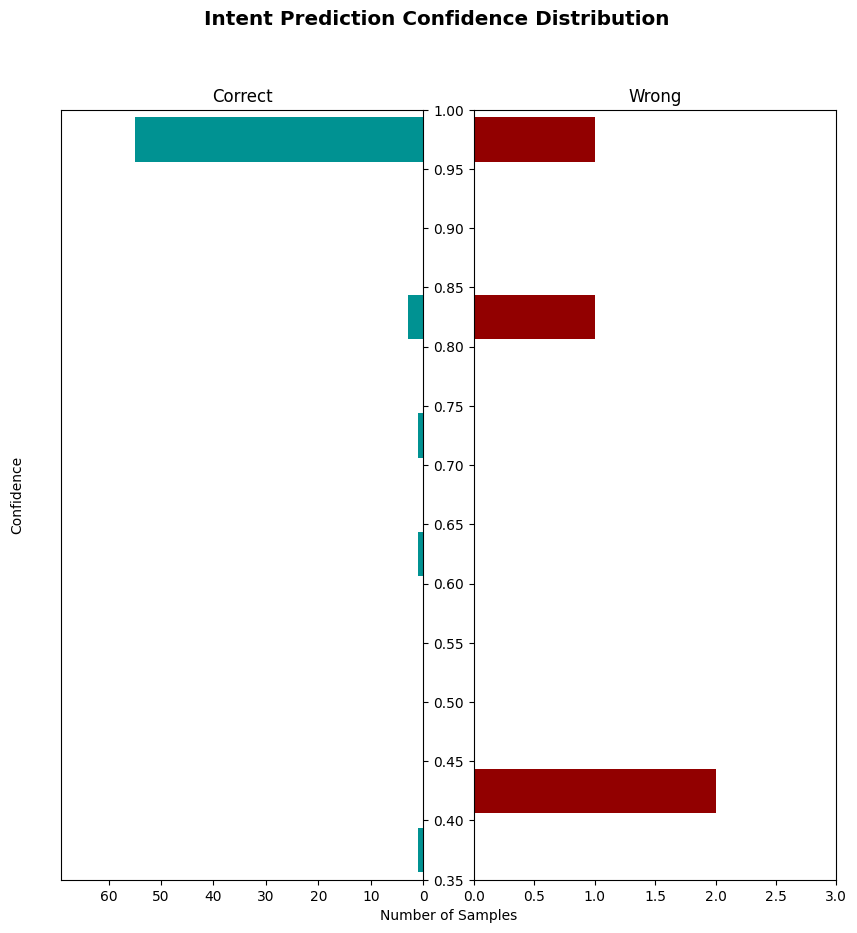 Intent Prediction Confidence Distribution
Correct
Wrong
1.00
0.95
0.90
0.85
0.80
0.75
0.70
0.65
0.60
0.55
0.50
0.45
0.40
0.35
Confidence
60 50 40 30 20 10 0
0.0 0.5 1.0 1.5 2.0 2.5 3.0
Number of Samples